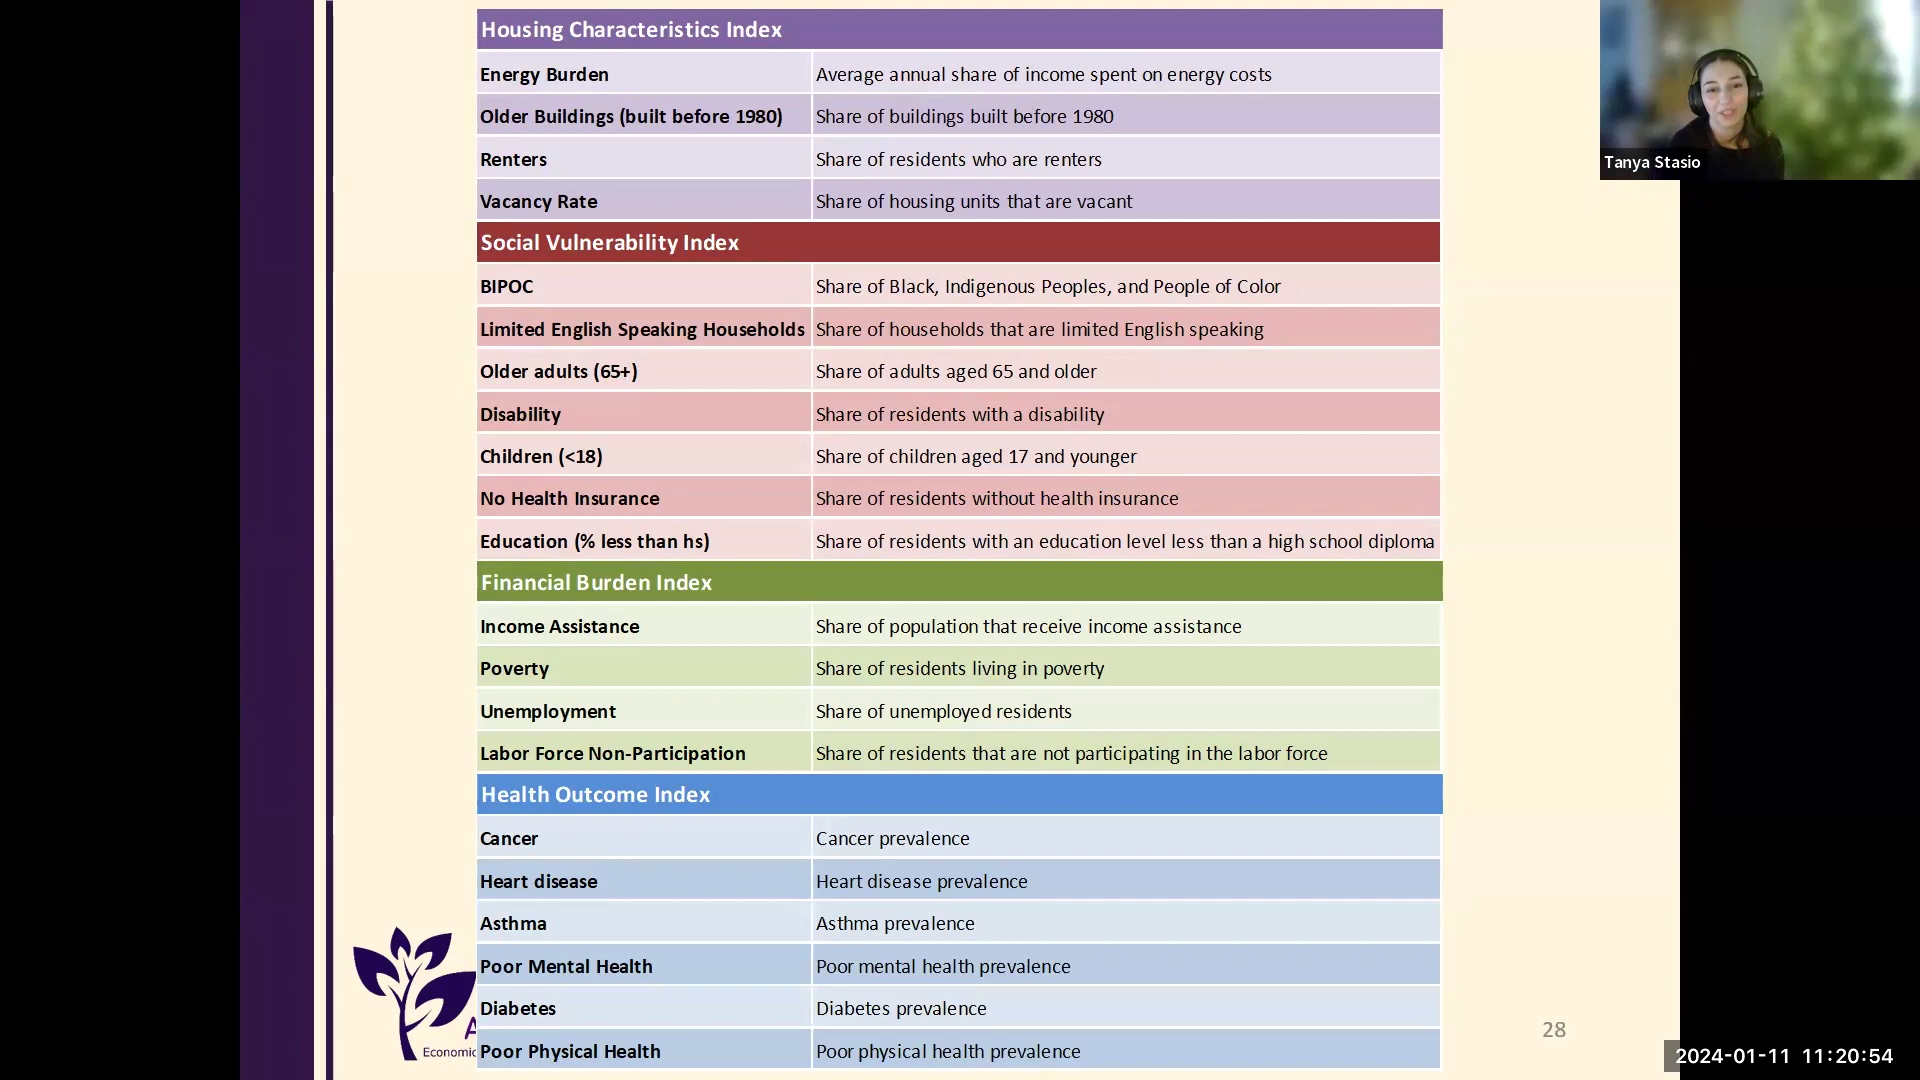 Housing Characteristics Index
Energy Burden Average annual share of income spent on energy costs
Older Buildings (built before 1980) Share of buildings built before 1980
Renters Share of residents who are renters
Vacancy Rate Share of housing units that are vacant
Social Vulnerability Index
BIPOC Share of Black, Indigenous Peoples, and People of Color
Limited English Speaking Households Share of households that are limited English speaking
Older adults (65+) Share of adults aged 65 and older
Disability Share of residents with a disability
Children (<18) Share of children aged 17 and younger
No Health Insurance Share of residents without health insurance
Education (% less than hs) Share of residents with an education level less than a high school diploma
Financial Burden Index
Income Assistance Share of population that receive income assistance
Poverty Share of residents living in poverty
Unemployment Share of unemployed residents
Labor Force Non-Participation Share of residents that are not participating in the labor force
Health Outcome Index
Cancer Cancer prevalence
Heart disease Heart disease prevalence
Asthma Asthma prevalence
Poor Mental Health Poor mental health prevalence
Diabetes Diabetes prevalence
Poor Physical Health Poor physical health prevalence
Economic
28
Tanya Stasio
2024-01-11 11:20:54